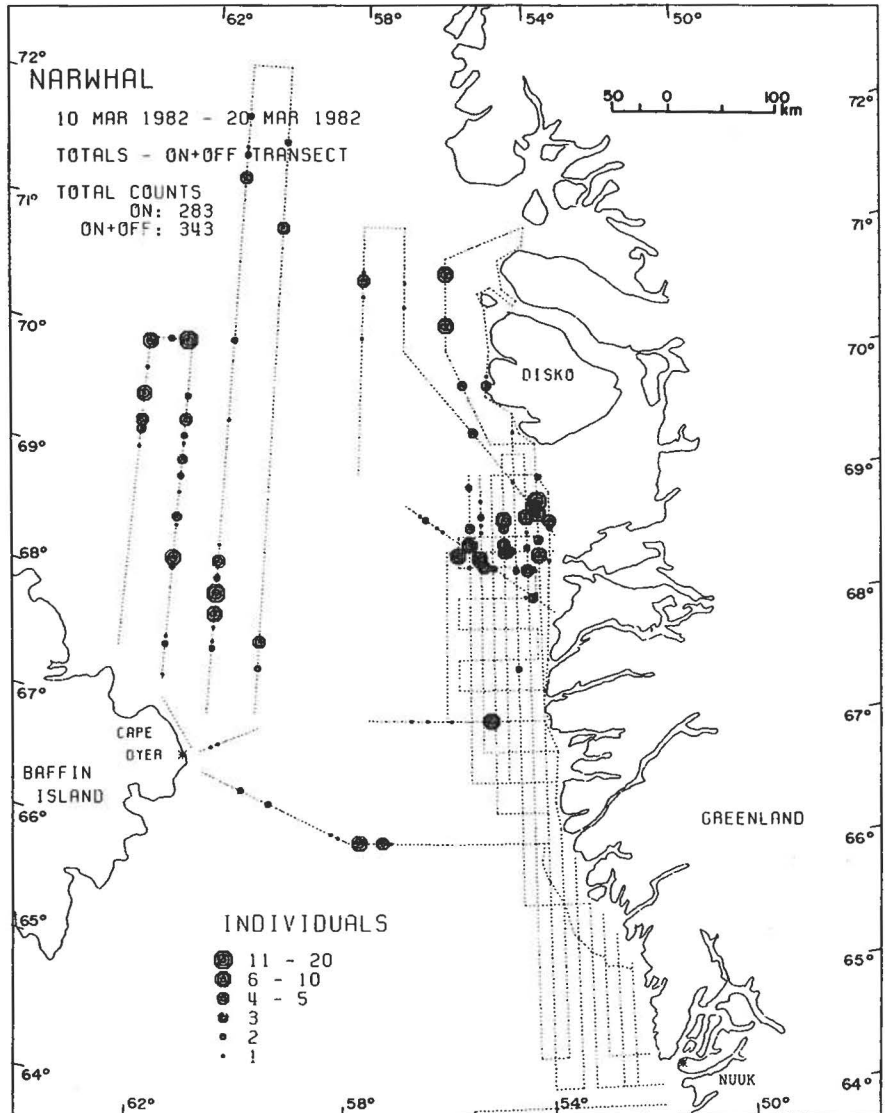 62° 58° 54° 50°
72° 72°
NARWHAL
50 0 100
km
10 MAR 1982 - 20 MAR 1982
TOTALS - ON+OFF TRANSECT
TOTAL COUNTS
ON: 283
ON+OFF: 343
71° 71°
70° 70°
DISKO
69° 69°
68° 68°
67° 67°
CAPE
DYER
BAFFIN
ISLAND
66° 66°
GREENLAND
65° 65°
INDIVIDUALS
11 - 20
6 - 10
4 - 5
3
2
1
64° 64°
NUUK
62° 58° 54° 50°